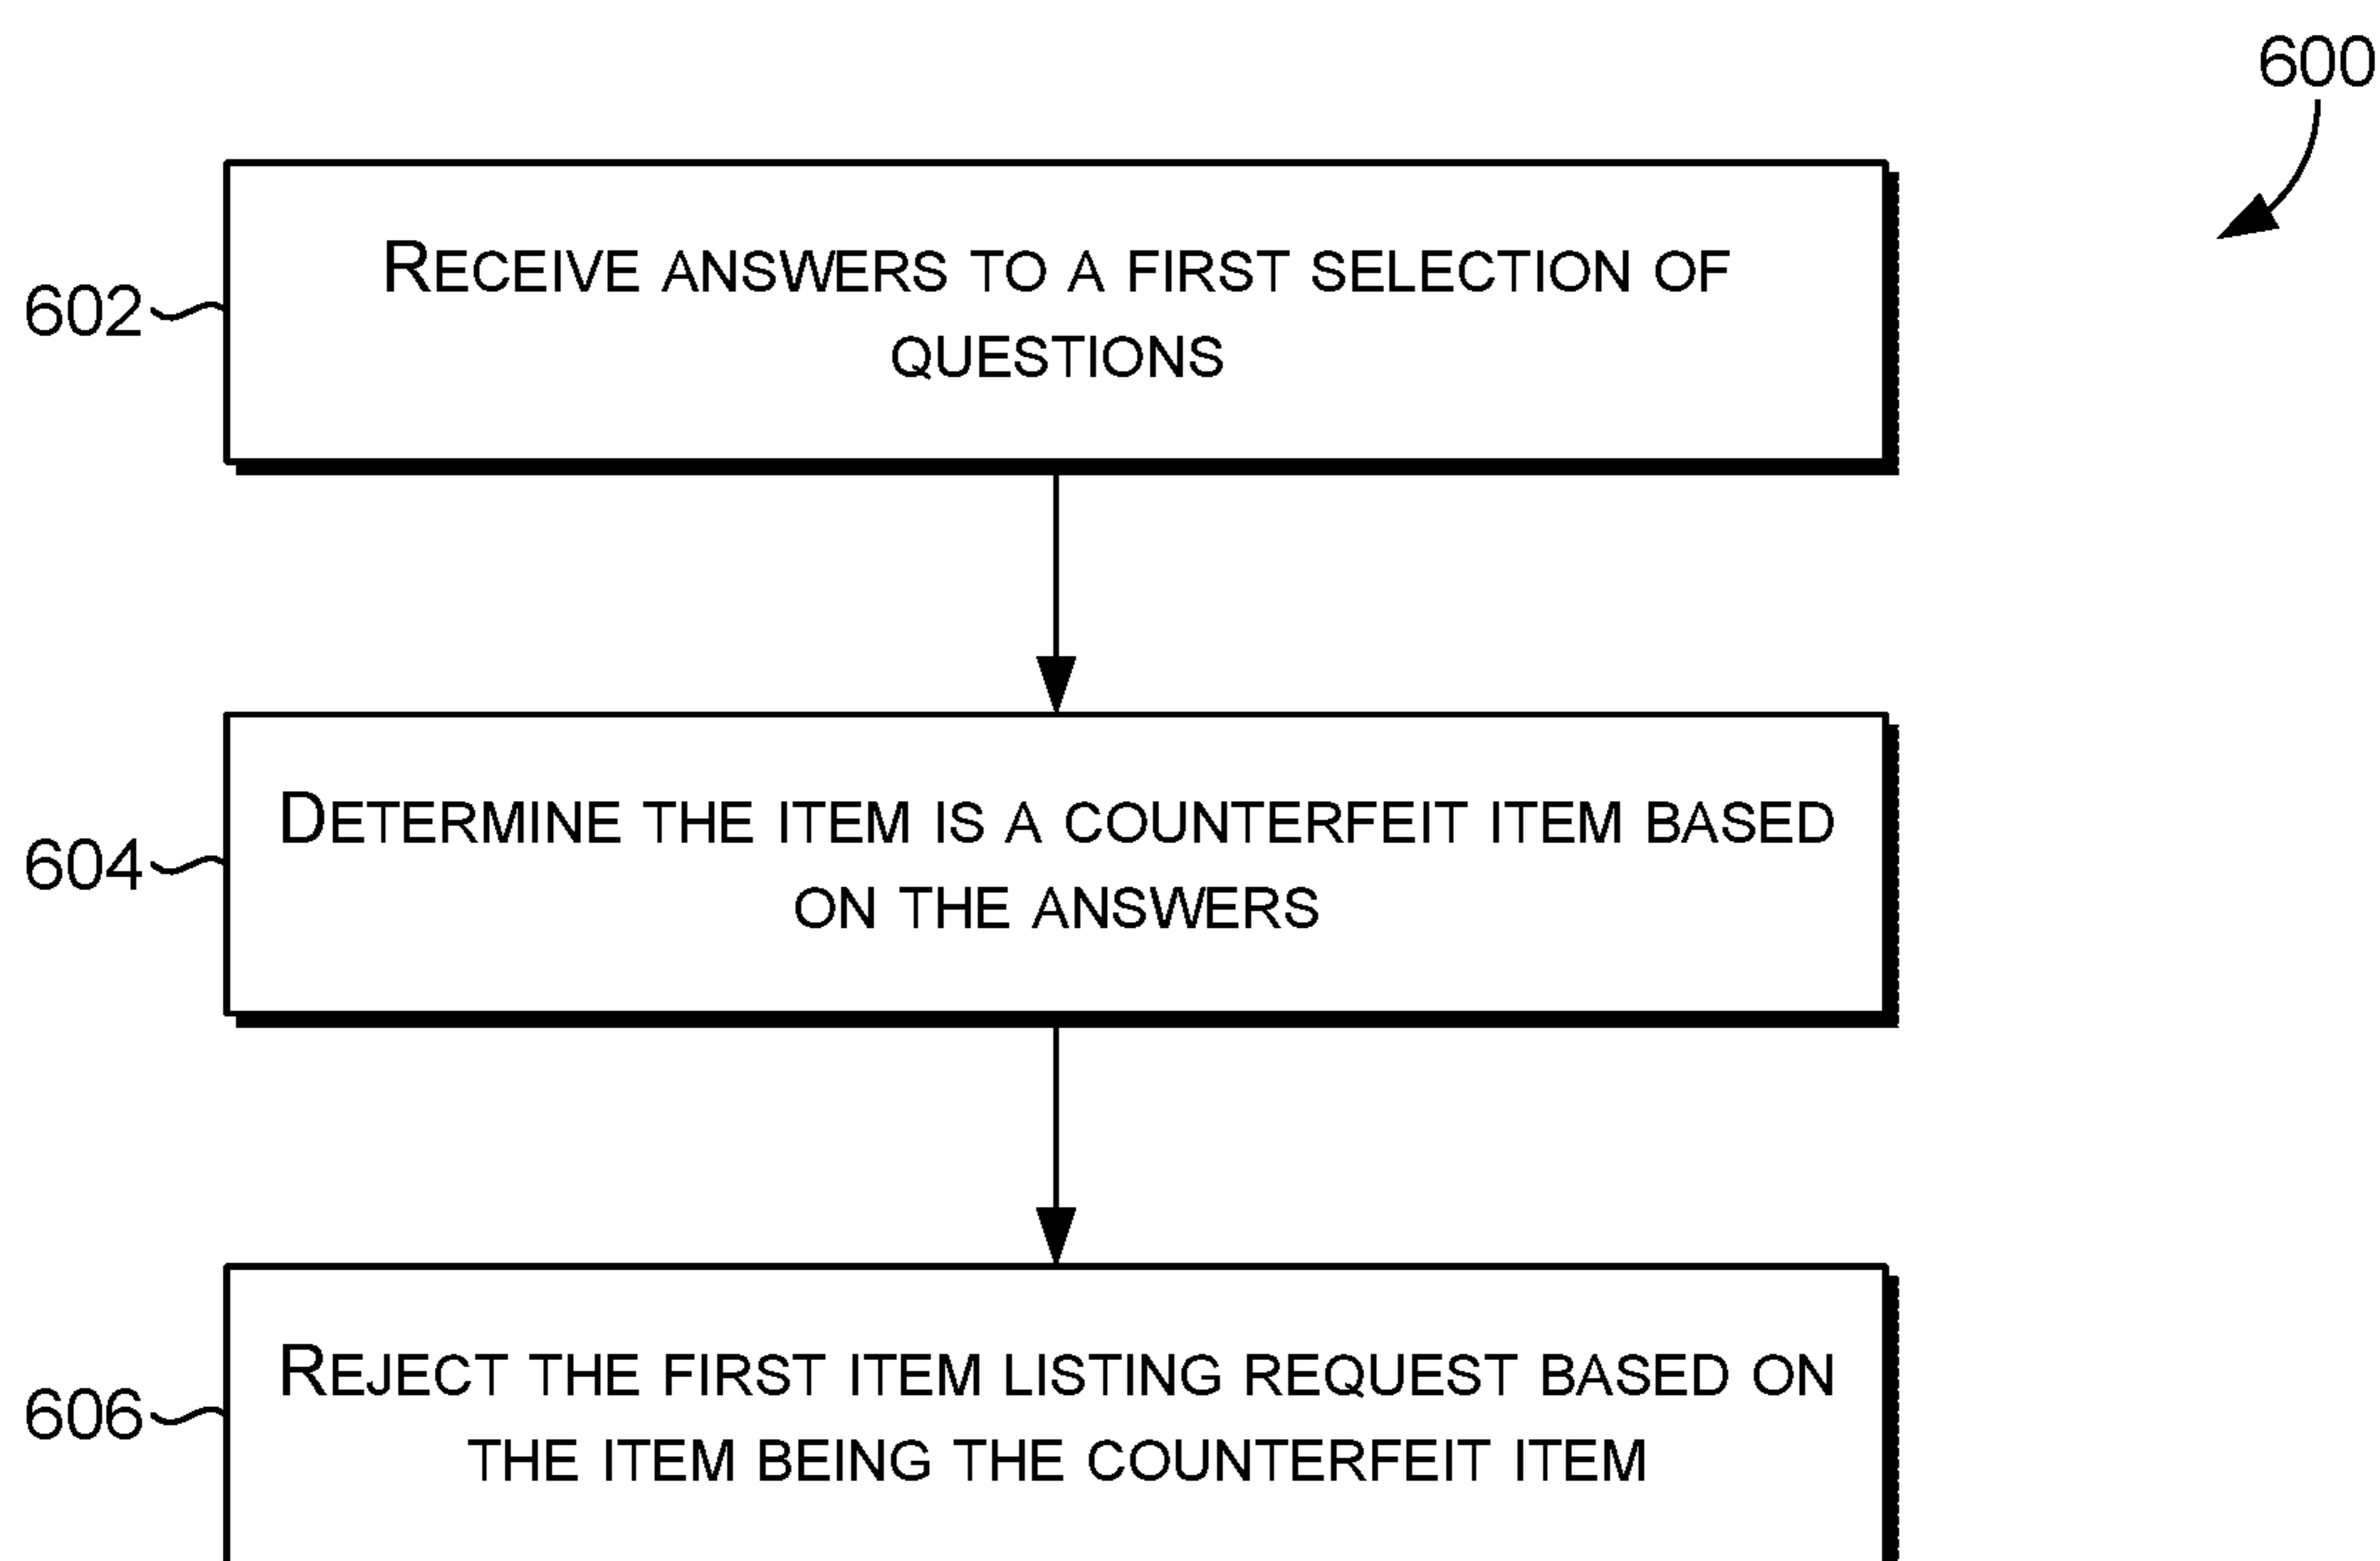 600
602
RECEIVE ANSWERS TO A FIRST SELECTION OF
QUESTIONS
604
DETERMINE THE ITEM IS A COUNTERFEIT ITEM BASED
ON THE ANSWERS
606
REJECT THE FIRST ITEM LISTING REQUEST BASED ON
THE ITEM BEING THE COUNTERFEIT ITEM